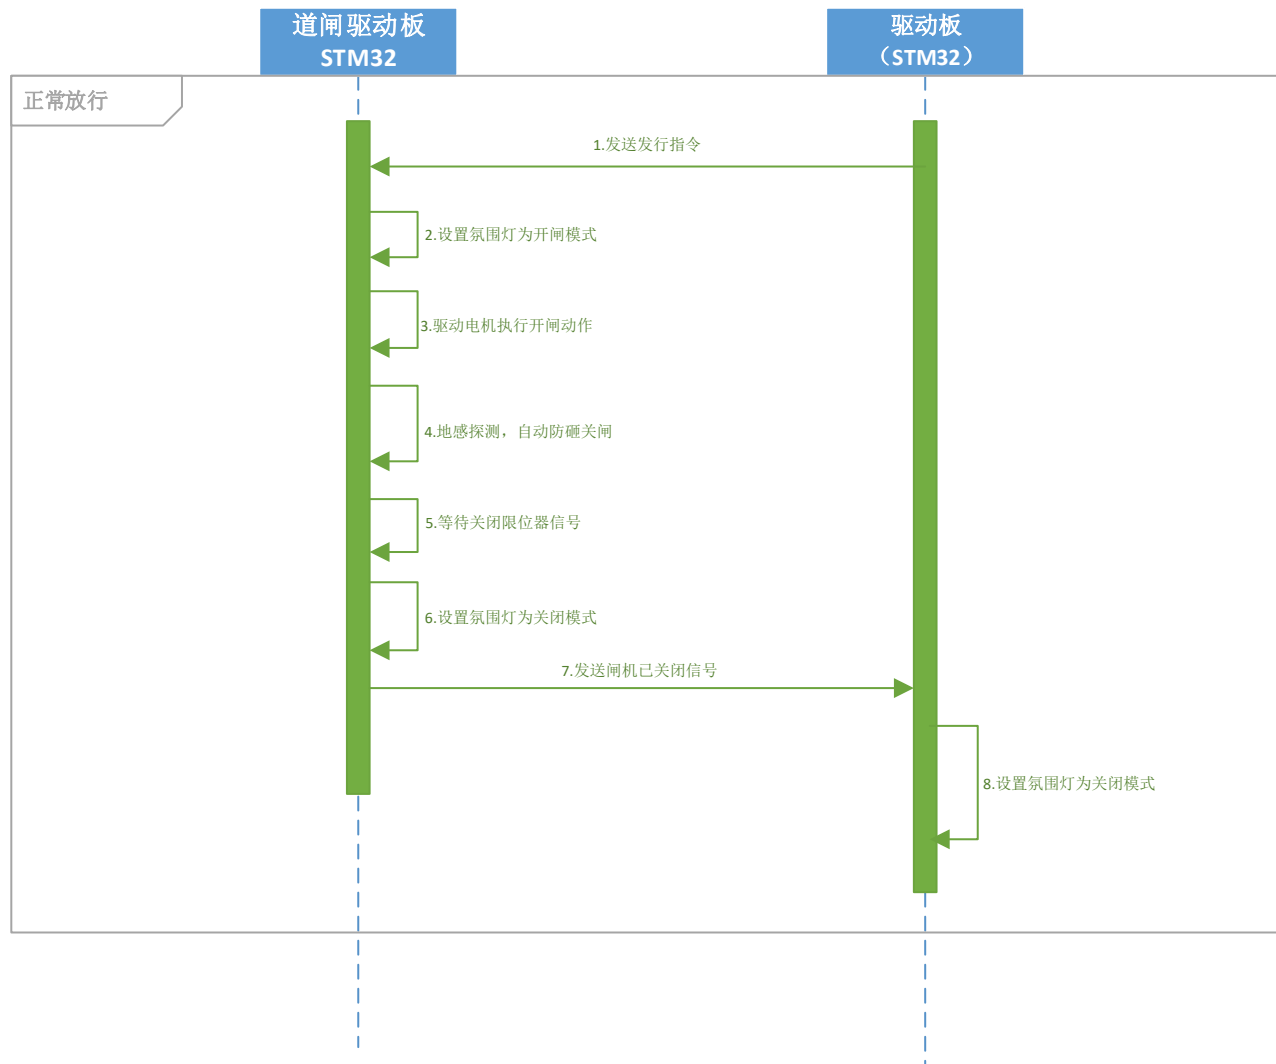 道闸驱动板
STM32
驱动板
（STM32）
正常放行
1.发送发行指令
2.设置氛围灯为开闸模式
3.驱动电机执行开闸动作
4.地感探测，自动防砸关闸
5.等待关闭限位器信号
6.设置氛围灯为关闭模式
7.发送闸机已关闭信号
8.设置氛围灯为关闭模式